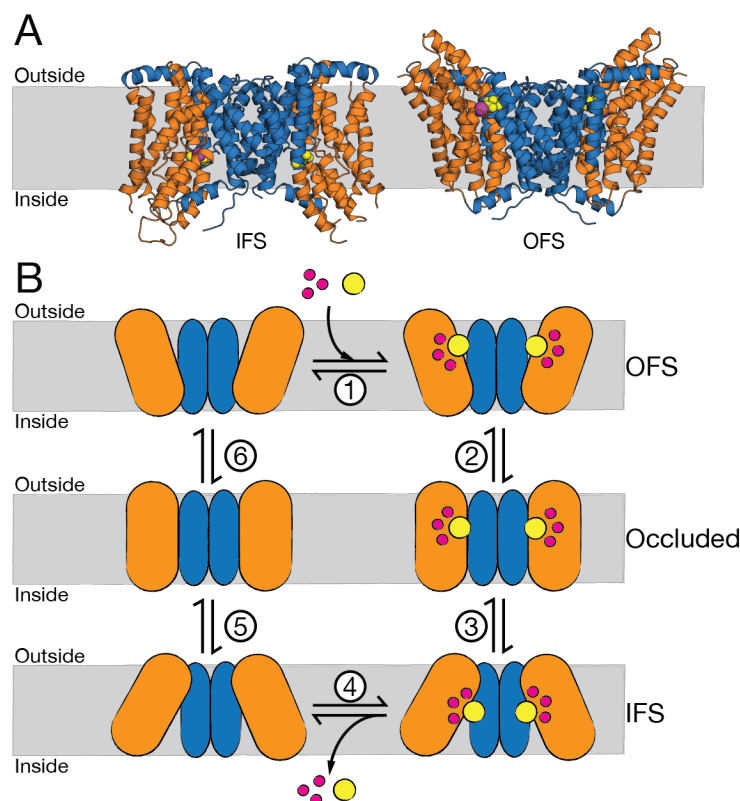 A
Outside
Inside
IFS
OFS
B
Outside
1
OFS
Inside
6
2
Outside
Occluded
Inside
5
3
Outside
4
IFS
Inside